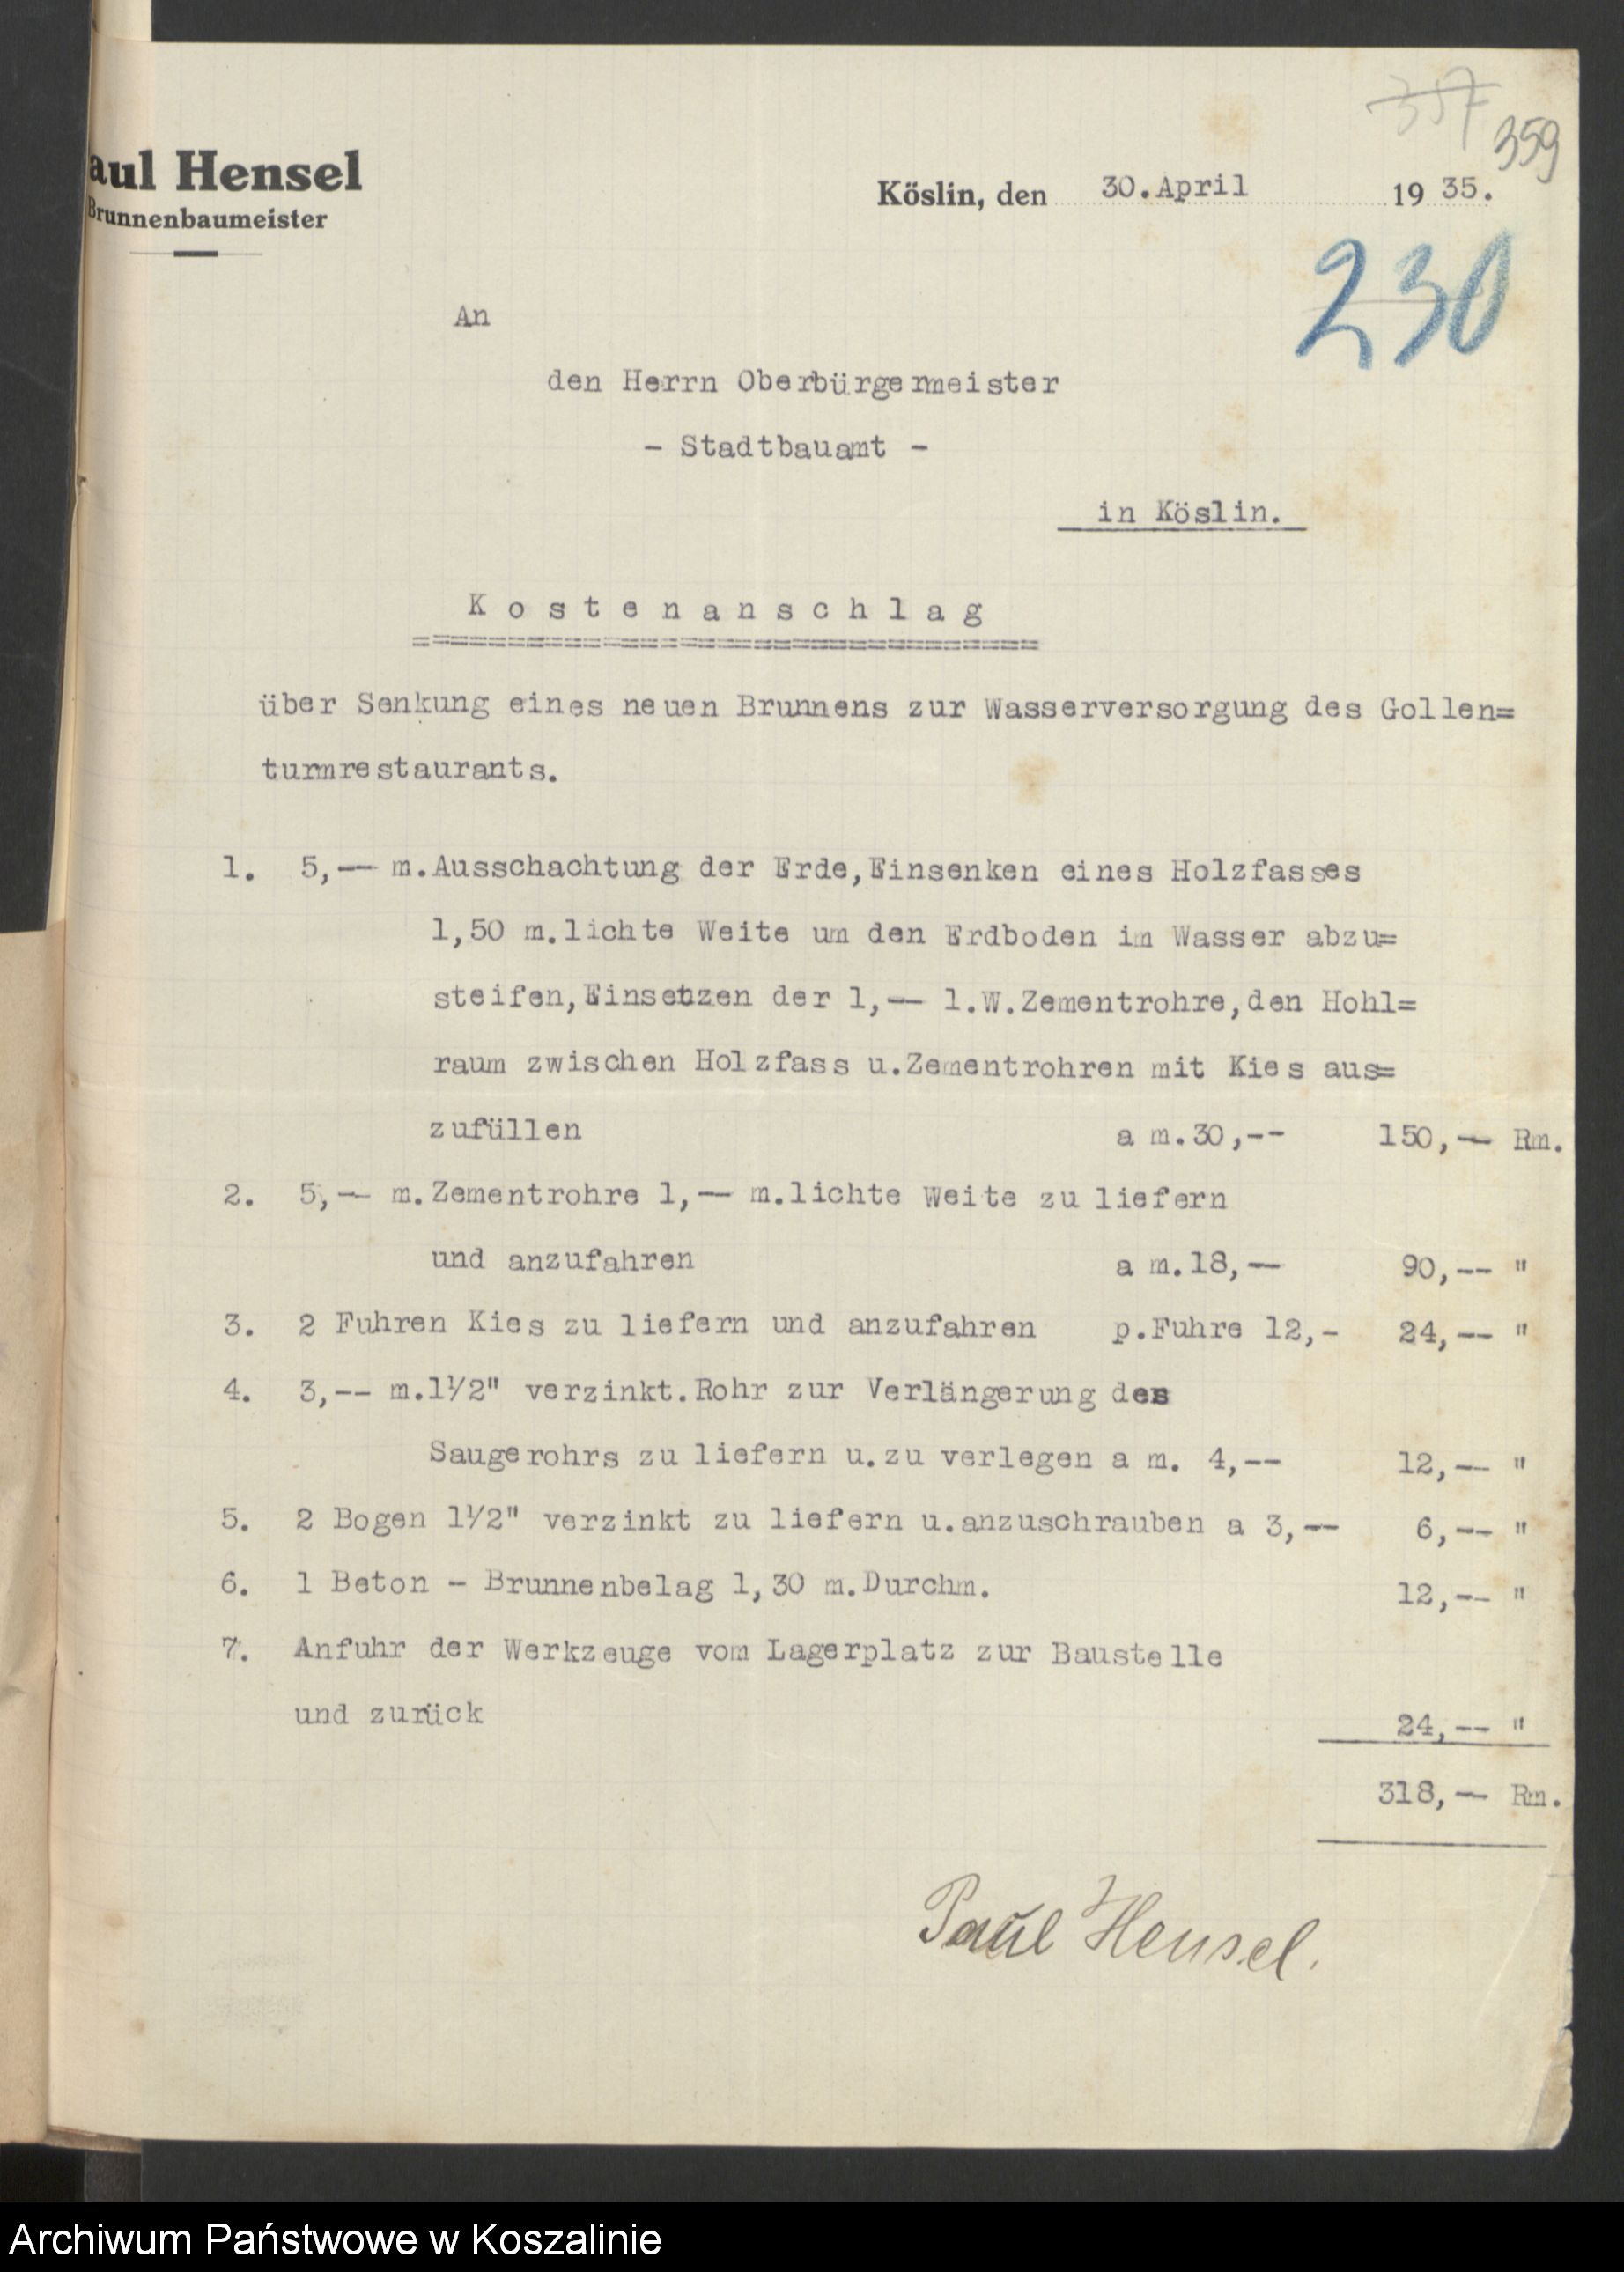 357
359
aul Hensel
Brunnenbaumeister
Köslin, den 30.April 19 35.
230
An
den Herrn Oberbürgermeister
- Stadtbauamt -
in Köslin.
Kostenanschlag
==================================
über Senkung eines neuen Brunnens zur Wasserversorgung des Gollen=
turmrestaurants.
1. 5,-- m.Ausschachtung der Erde,Einsenken eines Holzfasses
1,50 m.lichte Weite um den Erdboden im Wasser abzu=
steifen,Einsetzen der 1,-- l.W.Zementrohre,den Hohl=
raum zwischen Holzfass u.Zementrohren mit Kies aus=
zufüllen a m.30,-- 150,-- Rm.
2. 5,-- m.Zementrohre 1,-- m.lichte Weite zu liefern
und anzufahren a m.18,-- 90,-- "
3. 2 Fuhren Kies zu liefern und anzufahren p.Fuhre 12,- 24,-- "
4. 3,-- m.1½" verzinkt.Rohr zur Verlängerung des
Saugerohrs zu liefern u.zu verlegen a m. 4,-- 12,-- "
5. 2 Bogen 1½" verzinkt zu liefern u.anzuschrauben a 3,-- 6,-- "
6. 1 Beton - Brunnenbelag 1,30 m.Durchm. 12,-- "
7. Anfuhr der Werkzeuge vom Lagerplatz zur Baustelle
und zurück 24,-- "
318,-- Rm.
Paul Hensel.
Archiwum Państwowe w Koszalinie